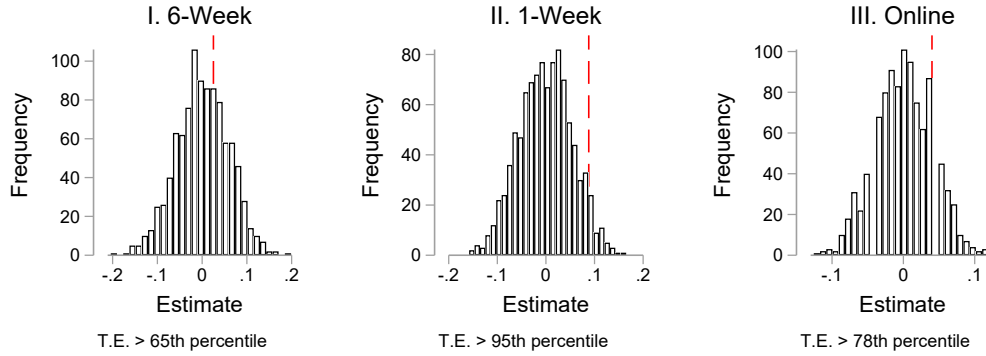 I. 6-Week
Frequency
100
80
60
40
20
0
-.2 -.1 0 .1 .2
Estimate
T.E. > 65th percentile
II. 1-Week
Frequency
80
60
40
20
0
-.1 0 .1 .2
Estimate
T.E. > 95th percentile
III. Online
Frequency
100
80
60
40
20
0
-.1 0 .1
Estimate
T.E. > 78th percentile